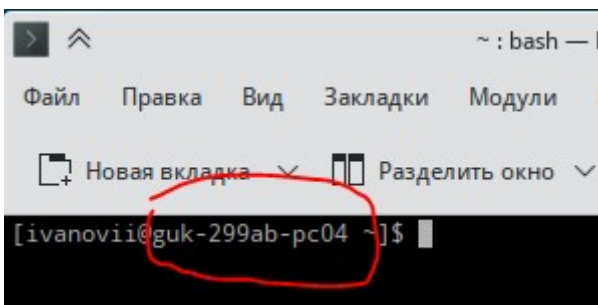 ~ : bash —
Файл Правка Вид Закладки Модули
Новая вкладка Разделить окно
[ivanovii@guk-299ab-pc04 ~]$